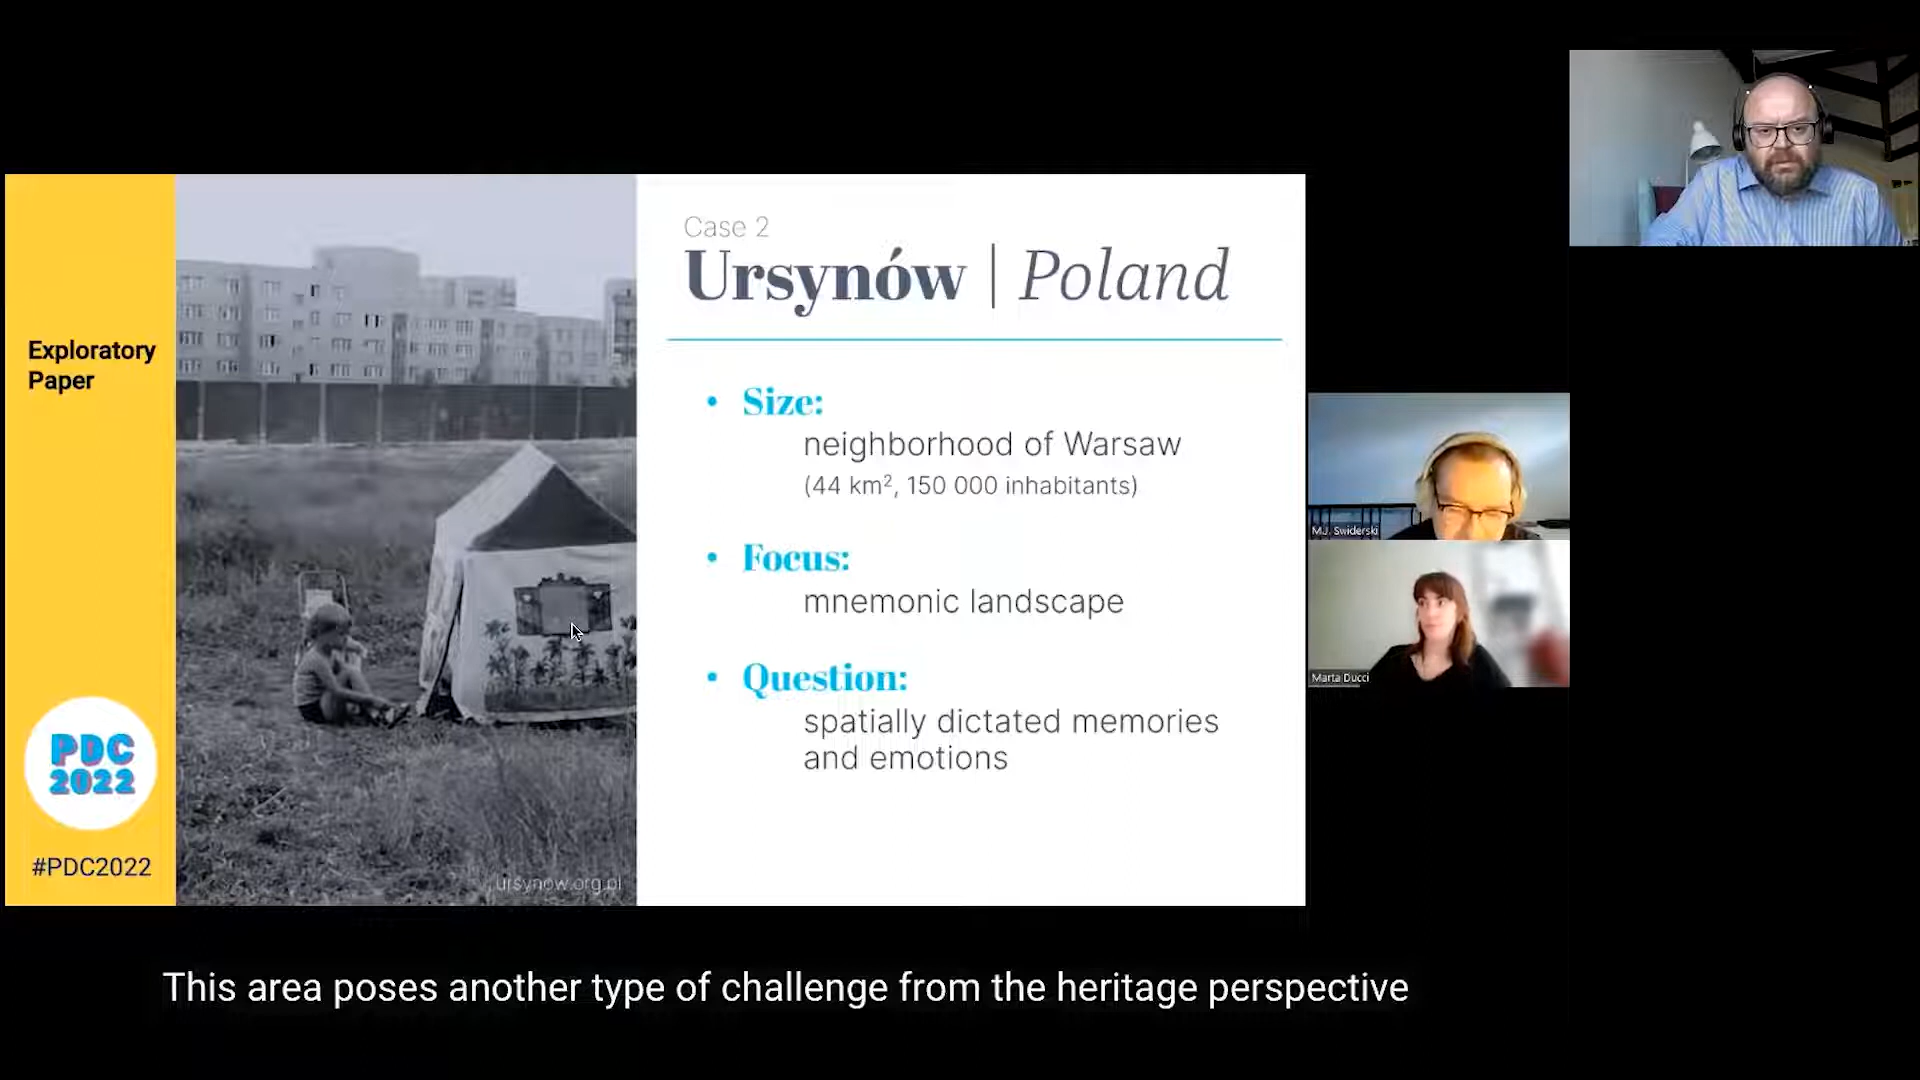 Exploratory
Paper
PDC
2022
#PDC2022
ursynow.org.pl
Case 2
Ursynów | Poland
• Size:
neighborhood of Warsaw
(44 km², 150 000 inhabitants)
• Focus:
mnemonic landscape
• Question:
spatially dictated memories
and emotions
M.J. Swiderski
Marta Ducci
This area poses another type of challenge from the heritage perspective